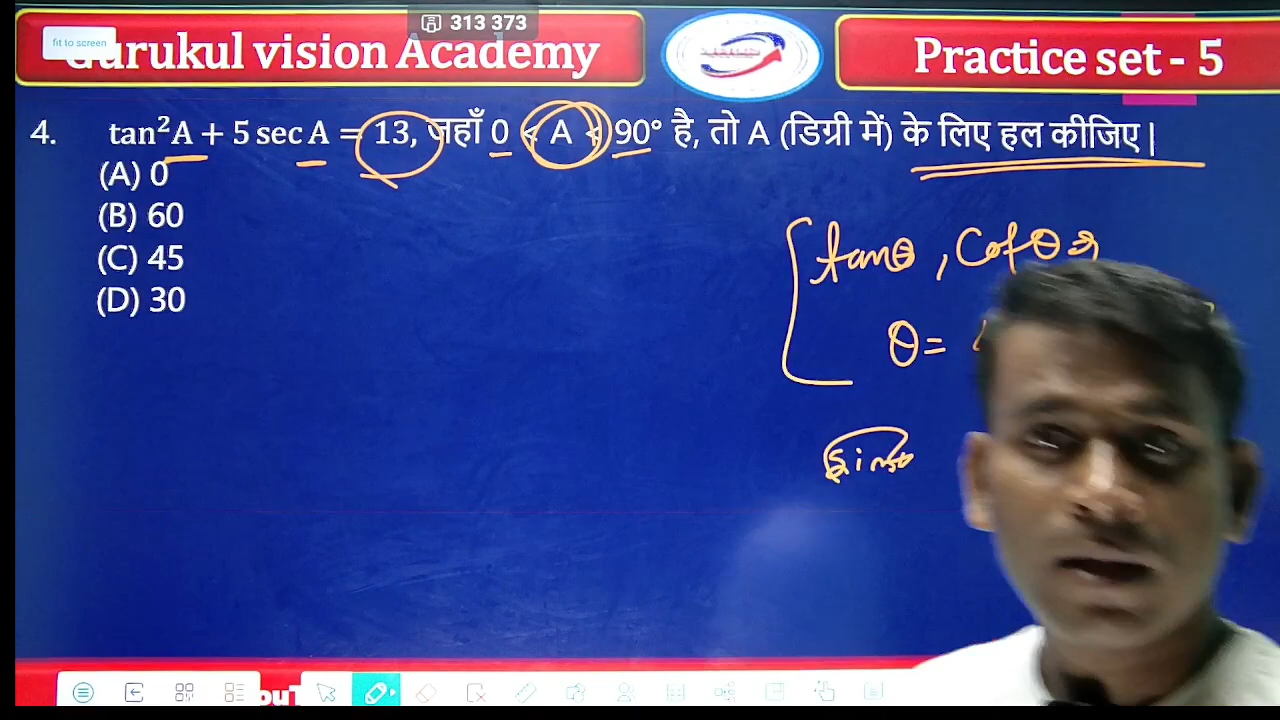 313 373
fit to screen
Gurukul vision Academy
Practice set - 5
4. tan²A + 5 sec A = 13, जहाँ 0 < A < 90° है, तो A (डिग्री में) के लिए हल कीजिए|
(A) 0
(B) 60
(C) 45
(D) 30
tanθ , Cotθ
θ=